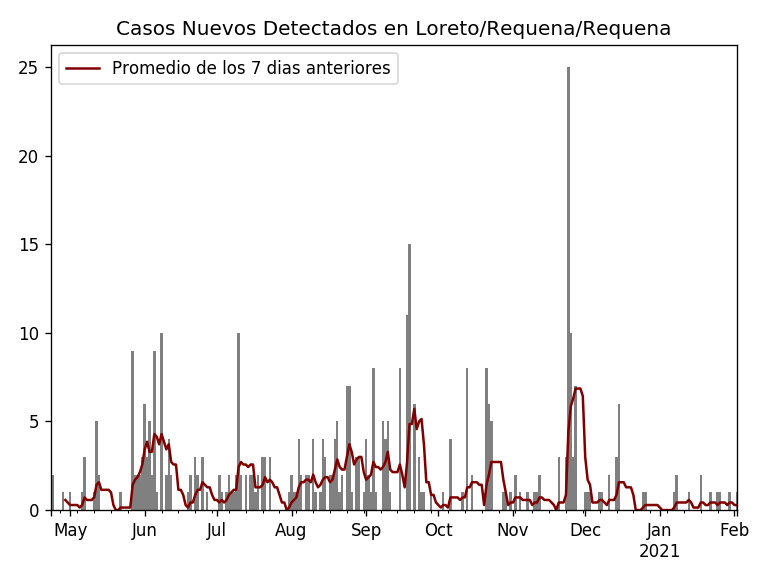 Casos Nuevos Detectados en Loreto/Requena/Requena
Promedio de los 7 dias anteriores
25
20
15
10
5
0
May Jun Jul Aug Sep Oct Nov Dec Jan Feb
2021